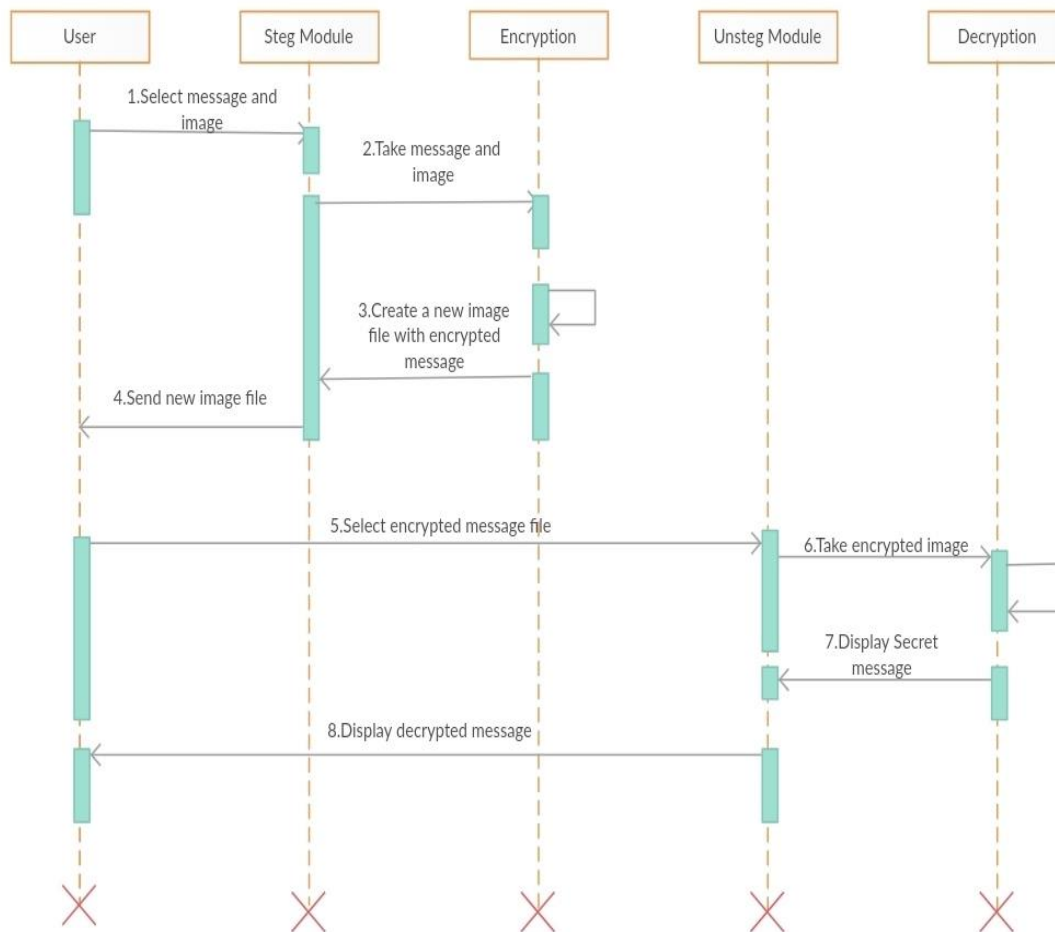 User
Steg Module
Encryption
Unsteg Module
Decryption
1.Select message and
image
2.Take message and
image
3.Create a new image
file with encrypted
message
4.Send new image file
5.Select encrypted message file
6.Take encrypted image
7.Display Secret
message
8.Display decrypted message